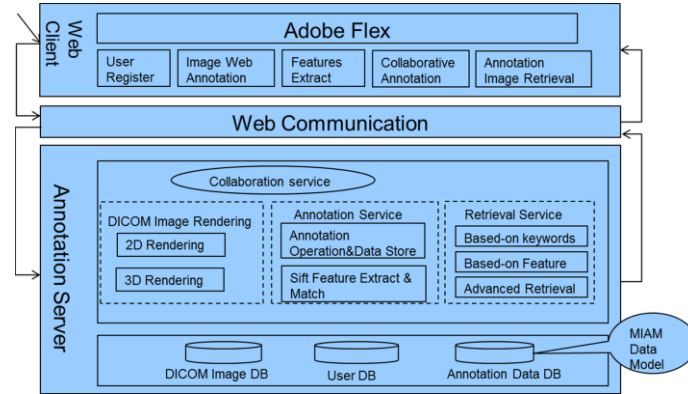 Web
Client
Adobe Flex
User
Register
Image Web
Annotation
Features
Extract
Collaborative
Annotation
Annotation
Image Retrieval
Web Communication
Annotation Server
Collaboration service
DICOM Image Rendering
2D Rendering
3D Rendering
Annotation Service
Annotation
Operation&Data Store
Sift Feature Extract &
Match
Retrieval Service
Based-on keywords
Based-on Feature
Advanced Retrieval
DICOM Image DB
User DB
Annotation Data DB
MIAM
Data
Model